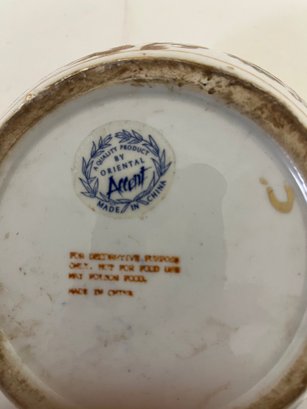 A QUALITY PRODUCT
BY
ORIENTAL
Accent
MADE IN CHINA
FOR DECORATIVE PURPOSE
ONLY. NOT FOR FOOD USE
MAY POISON FOOD.
MADE IN CHINA